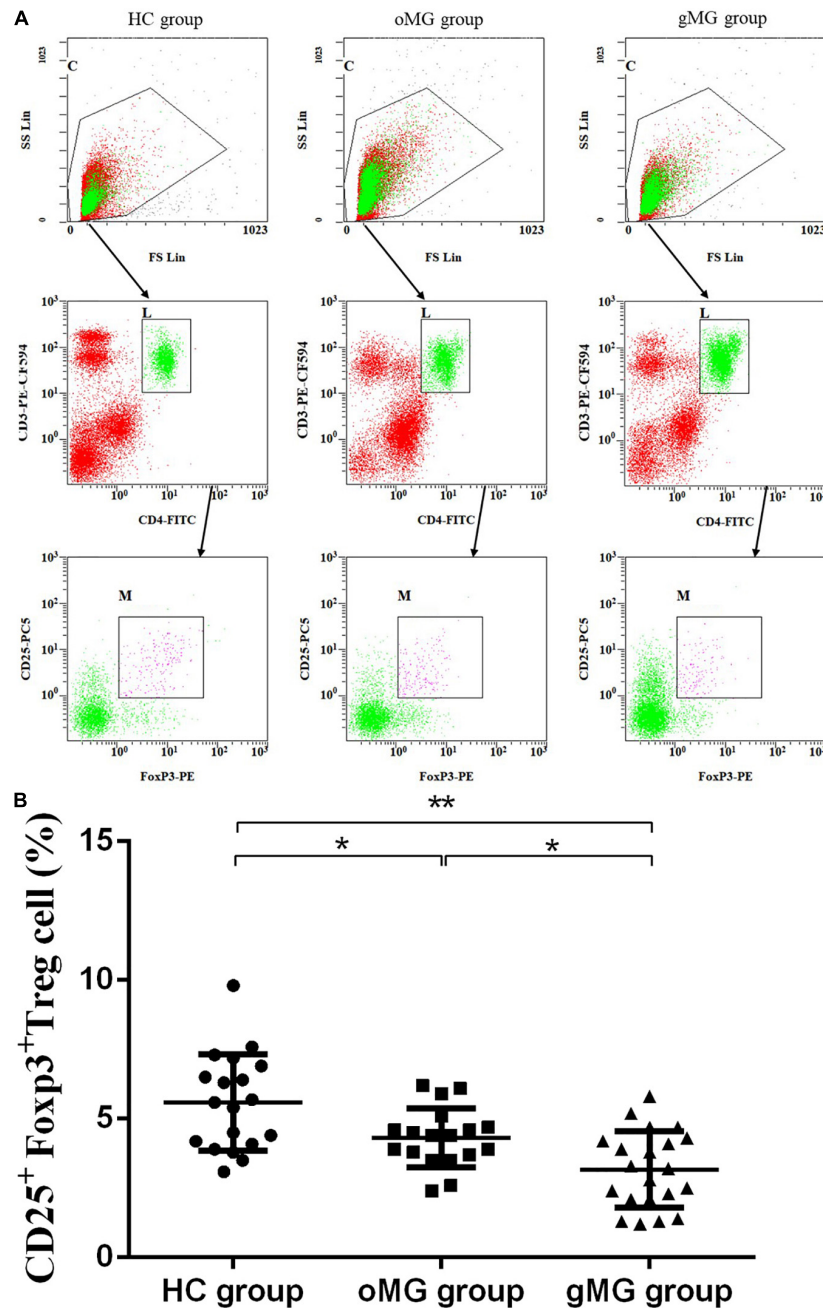 A
HC group
oMG group
gMG group
1023
C
SS Lin
0
0
1023
FS Lin
1023
C
SS Lin
0
0
1023
FS Lin
1023
C
SS Lin
0
0
1023
FS Lin
10³
L
10²
10¹
10⁰
CD3-PE-CF594
10⁰
10¹
10²
10³
CD4-FITC
10³
L
10²
10¹
10⁰
CD3-PE-CF594
10⁰
10¹
10²
10³
CD4-FITC
10³
L
10²
10¹
10⁰
CD3-PE-CF594
10⁰
10¹
10²
CD4-FITC
10³
M
10²
10¹
10⁰
CD25-PC5
10⁰
10¹
10²
10³
FoxP3-PE
10³
M
10²
10¹
10⁰
CD25-PC5
10⁰
10¹
10²
10³
FoxP3-PE
10³
M
10²
10¹
10⁰
CD25-PC5
10⁰
10¹
10²
FoxP3-PE
B
**
*
*
15
10
5
0
CD25⁺ Foxp3⁺Treg cell (%)
HC group
oMG group
gMG group